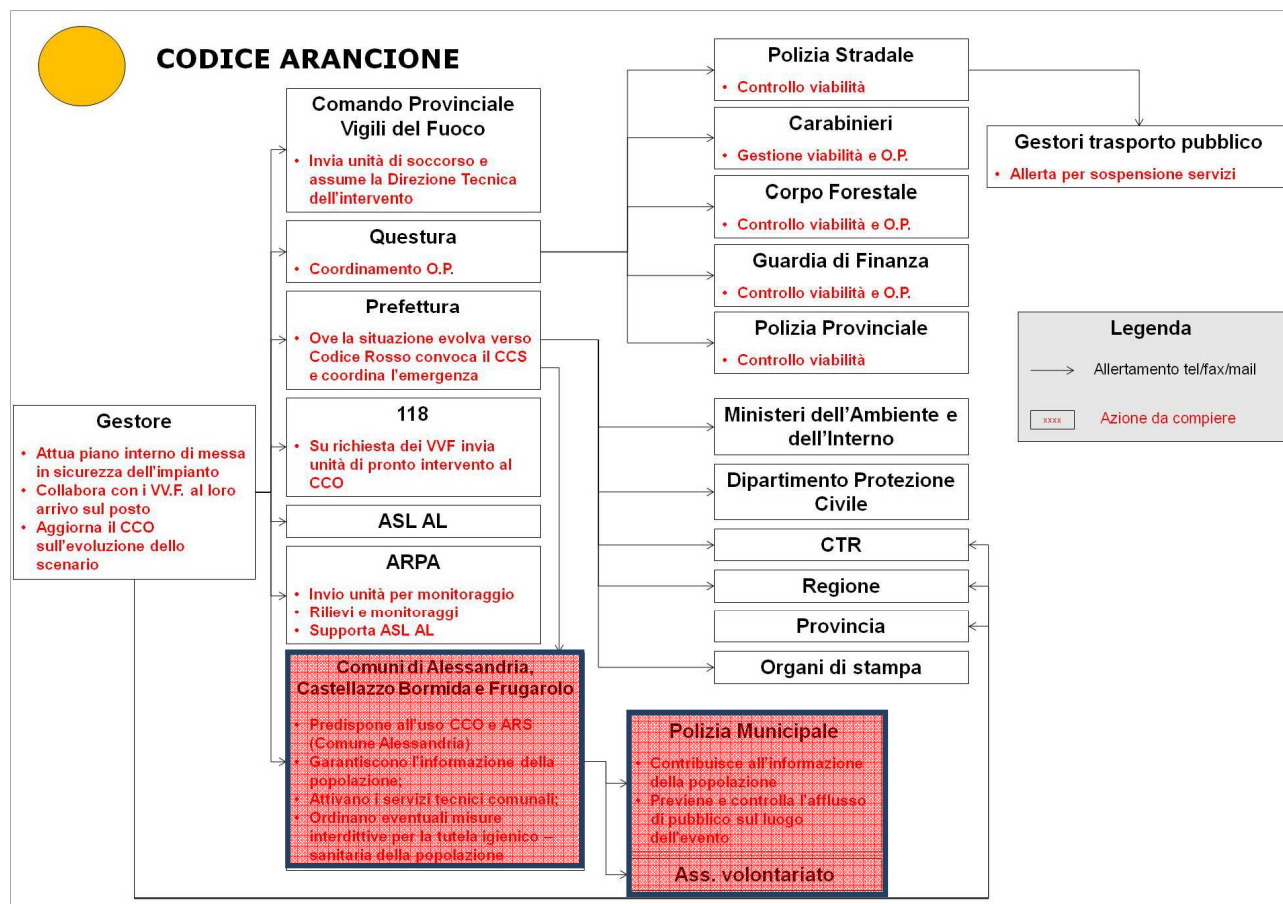 CODICE ARANCIONE
Comando Provinciale
Vigili del Fuoco
• Invia unità di soccorso e
assume la Direzione Tecnica
dell'intervento
Questura
• Coordinamento O.P.
Prefettura
• Ove la situazione evolva verso
Codice Rosso convoca il CCS
e coordina l'emergenza
Gestore
• Attua piano interno di messa
in sicurezza dell'impianto
• Collabora con i VV.F. al loro
arrivo sul posto
• Aggiorna il CCO
sull'evoluzione dello
scenario
118
• Su richiesta dei VVF invia
unità di pronto intervento al
CCO
ASL AL
ARPA
• Invio unità per monitoraggio
• Rilievi e monitoraggi
• Supporta ASL AL
Comuni di Alessandria,
Castellazzo Bormida e Frugarolo
• Predispone all'uso CCO e ARS
(Comune Alessandria)
• Garantiscono l'informazione della
popolazione;
• Attivano i servizi tecnici comunali;
• Ordinano eventuali misure
interdittive per la tutela igienico –
sanitaria della popolazione
Polizia Stradale
• Controllo viabilità
Carabinieri
• Gestione viabilità e O.P.
Corpo Forestale
• Controllo viabilità e O.P.
Guardia di Finanza
• Controllo viabilità e O.P.
Polizia Provinciale
• Controllo viabilità
Ministeri dell'Ambiente e
dell'Interno
Dipartimento Protezione
Civile
CTR
Regione
Provincia
Organi di stampa
Polizia Municipale
• Contribuisce all'informazione
della popolazione
• Previene e controlla l'afflusso
di pubblico sul luogo
dell'evento
Ass. volontariato
Gestori trasporto pubblico
• Allerta per sospensione servizi
Legenda
Allertamento tel/fax/mail
xxxx
Azione da compiere